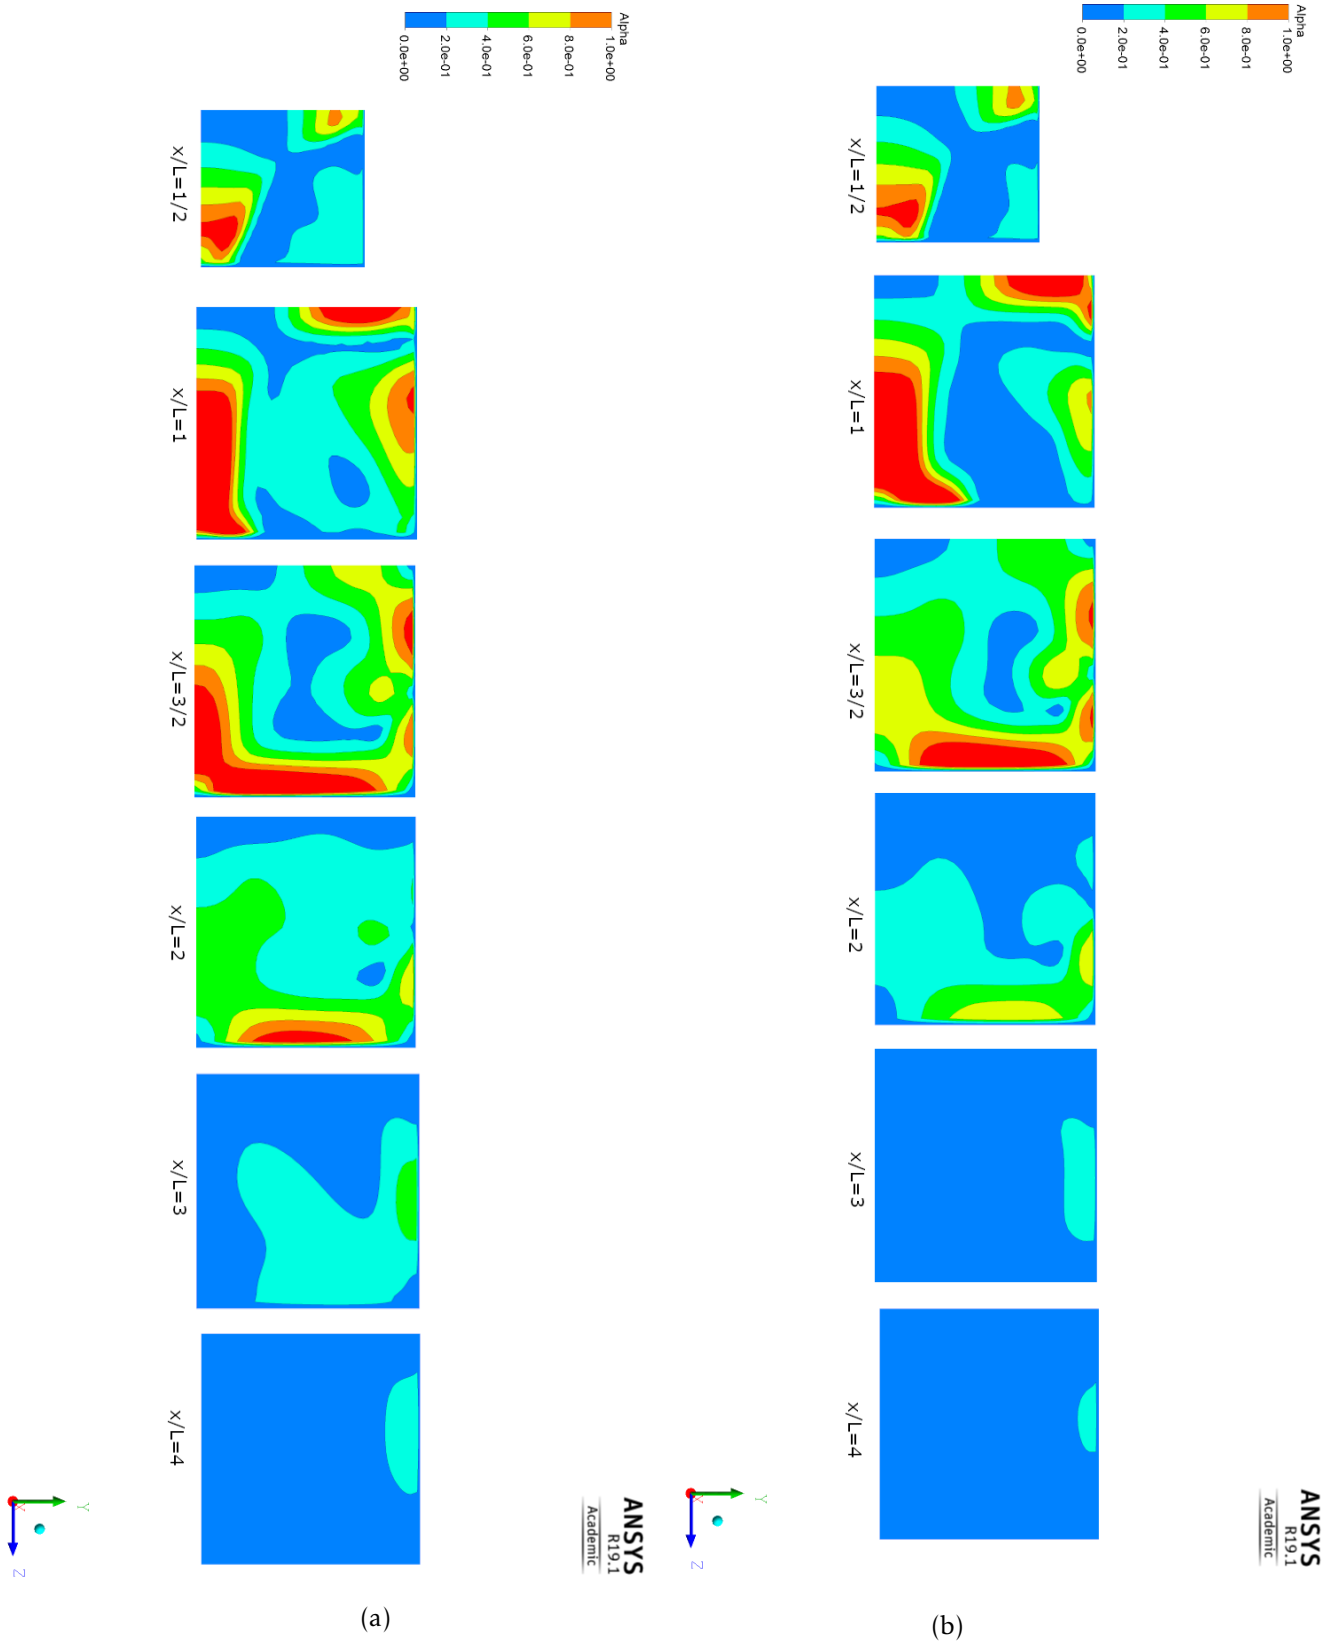 Alpha
0.0e+00
2.0e-01
4.0e-01
6.0e-01
8.0e-01
1.0e+00
x/L=1/2
x/L=1
x/L=3/2
x/L=2
x/L=3
x/L=4
Y
X
Z
ANSYS
R19.1
Academic
(a)
Alpha
0.0e+00
2.0e-01
4.0e-01
6.0e-01
8.0e-01
1.0e+00
x/L=1/2
x/L=1
x/L=3/2
x/L=2
x/L=3
x/L=4
Y
X
Z
ANSYS
R19.1
Academic
(b)